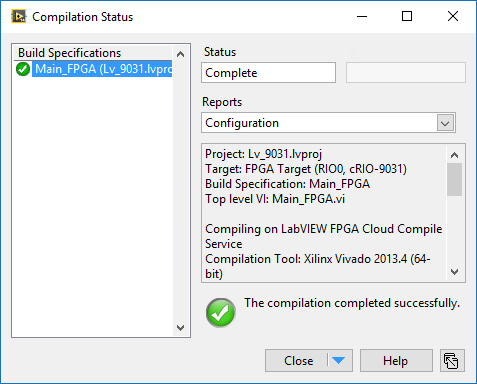 Compilation Status
Build Specifications
Main_FPGA (Lv_9031.lvpro
Status
Complete
Reports
Configuration
Project: Lv_9031.lvproj
Target: FPGA Target (RIO0, cRIO-9031)
Build Specification: Main_FPGA
Top level VI: Main_FPGA.vi
Compiling on LabVIEW FPGA Cloud Compile
Service
Compilation Tool: Xilinx Vivado 2013.4 (64-
bit)
The compilation completed successfully.
Close
Help